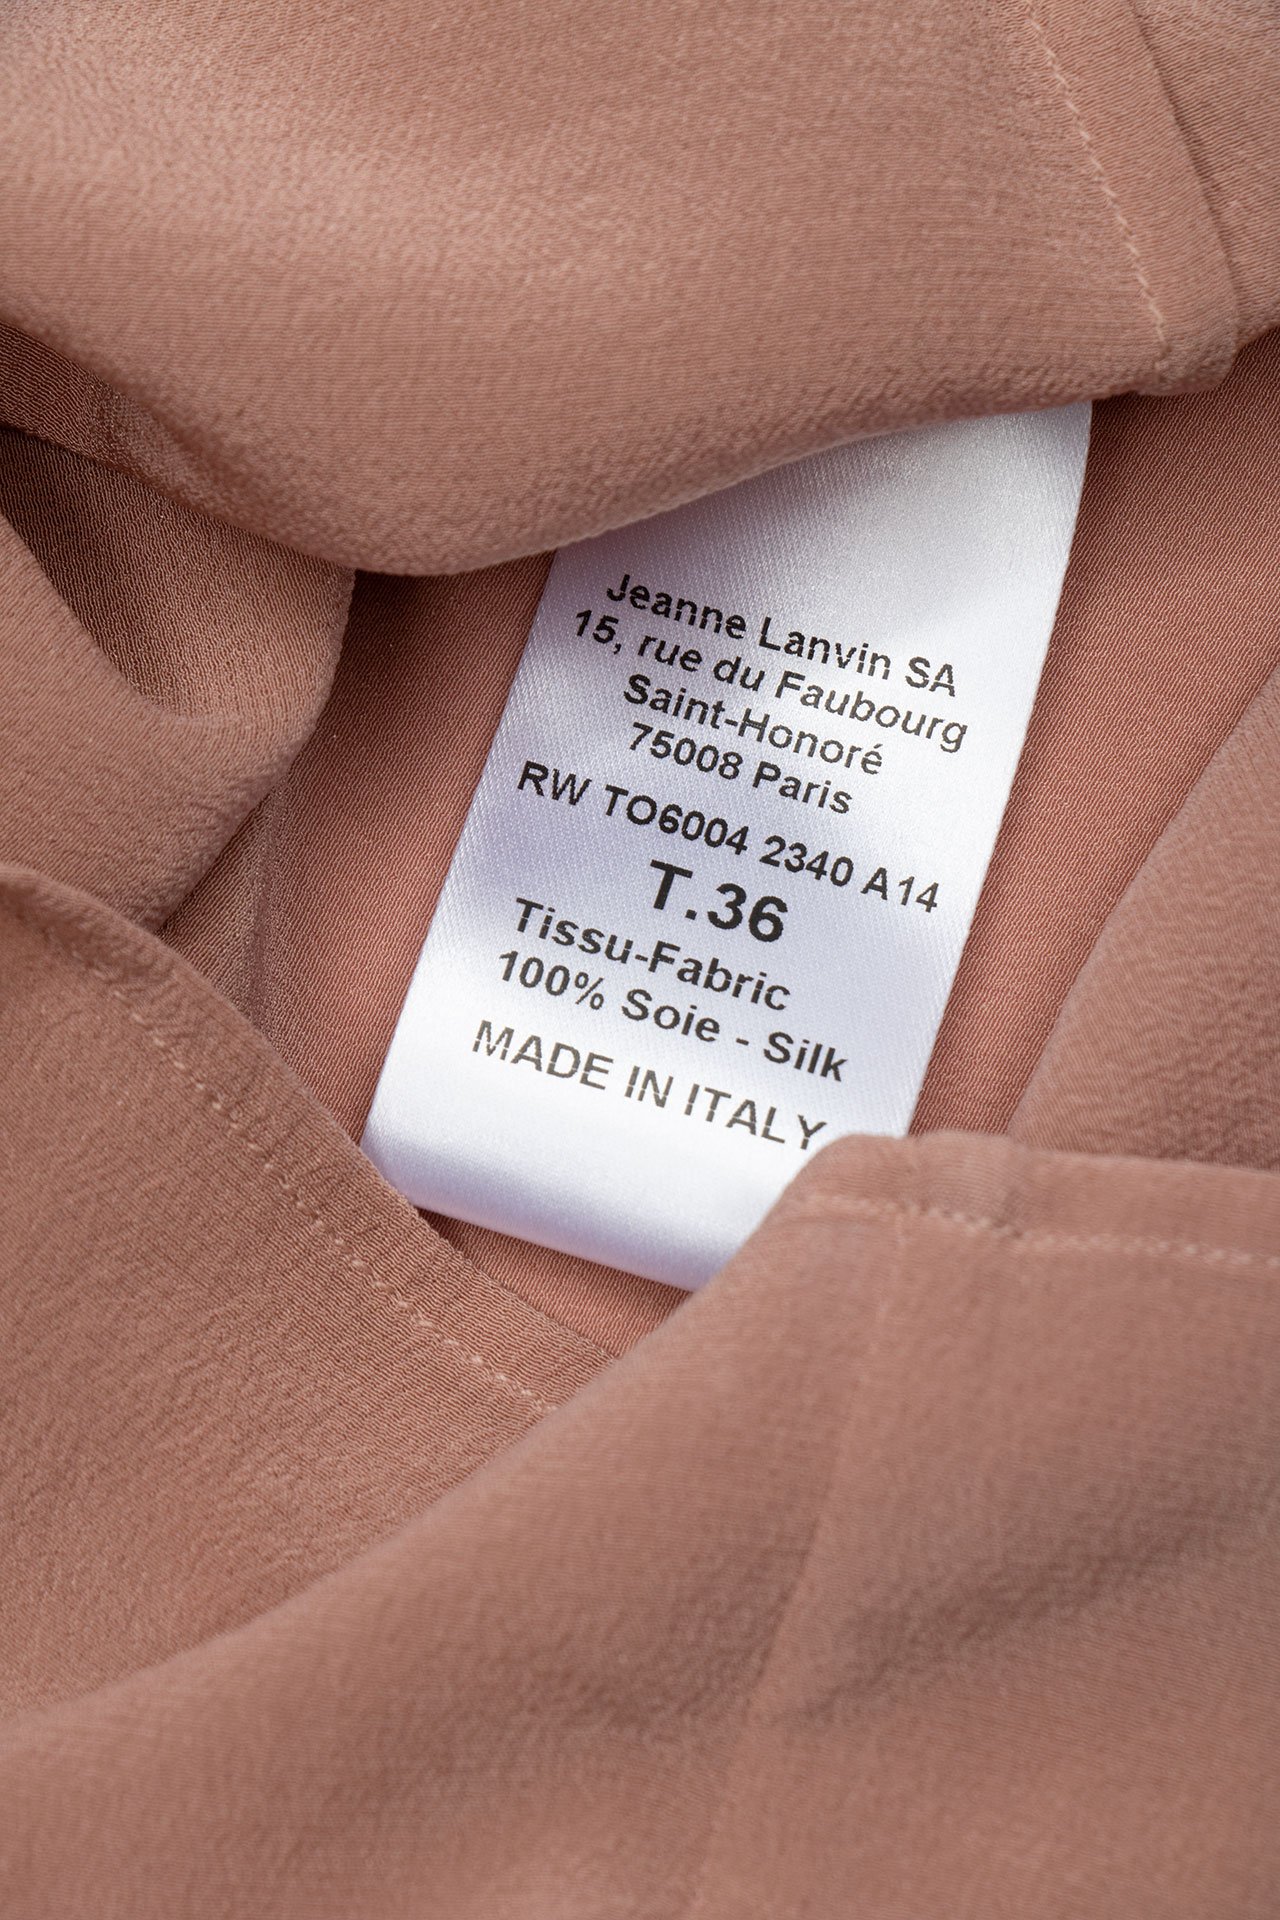 Jeanne Lanvin SA
15, rue du Faubourg
Saint-Honoré
75008 Paris
RW TO6004 2340 A14
T.36
Tissu-Fabric
100% Soie - Silk
MADE IN ITALY